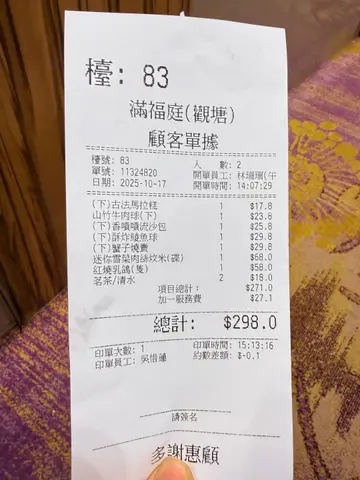 檯: 83
滿福庭(觀塘)
顧客單據
檯號: 83 人 數: 2
單號: 11324820 開單員工: 林珊珊(午
日期: 2025-10-17 開單時間: 14:07:29
(下)古法馬拉糕 1 $17.8
山竹牛肉球(下) 1 $23.8
(下)香噴噴流沙包 1 $25.8
(下)酥炸鯪魚球 1 $29.8
(下)蟹子燒賣 1 $29.8
迷你雪菜肉絲炆米(碟) 1 $68.0
紅燒乳鴿(隻) 1 $58.0
茗茶/清水 2 $18.0
項目總計: $271.0
加一服務費 $27.1
總計: $298.0
印單次數: 1 印單時間: 15:13:16
印單員工: 吳惜蓮 約數差額: $-0.1
請簽名
多謝惠顧